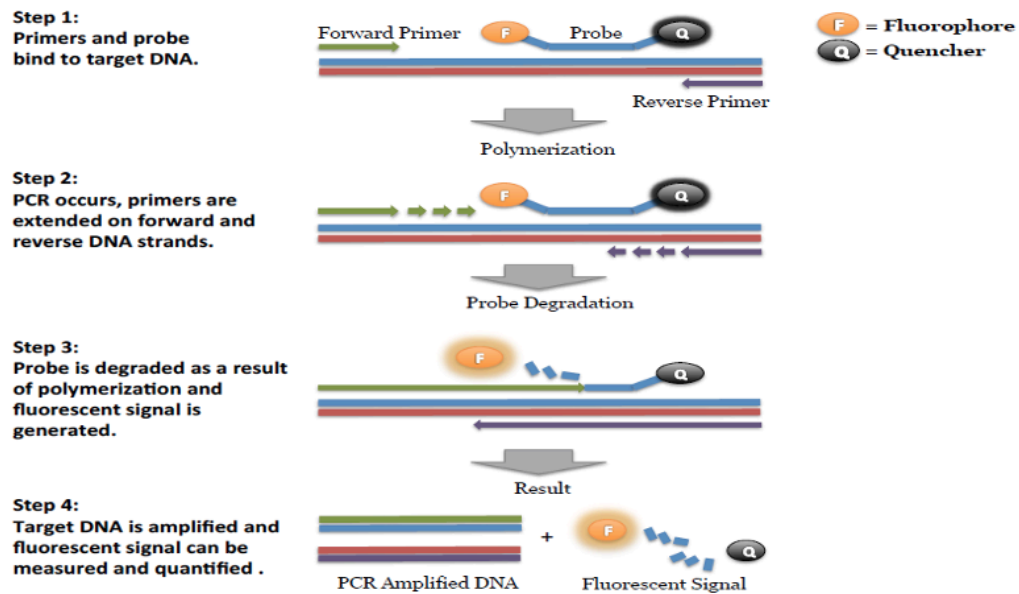 Step 1:
Primers and probe
bind to target DNA.
Forward Primer
F
Probe
Q
F = Fluorophore
Q = Quencher
Reverse Primer
Polymerization
Step 2:
PCR occurs, primers are
extended on forward and
reverse DNA strands.
F
Q
Probe Degradation
Step 3:
Probe is degraded as a result
of polymerization and
fluorescent signal is
generated.
F
Q
Result
Step 4:
Target DNA is amplified and
fluorescent signal can be
measured and quantified .
+
F
Q
PCR Amplified DNA
Fluorescent Signal